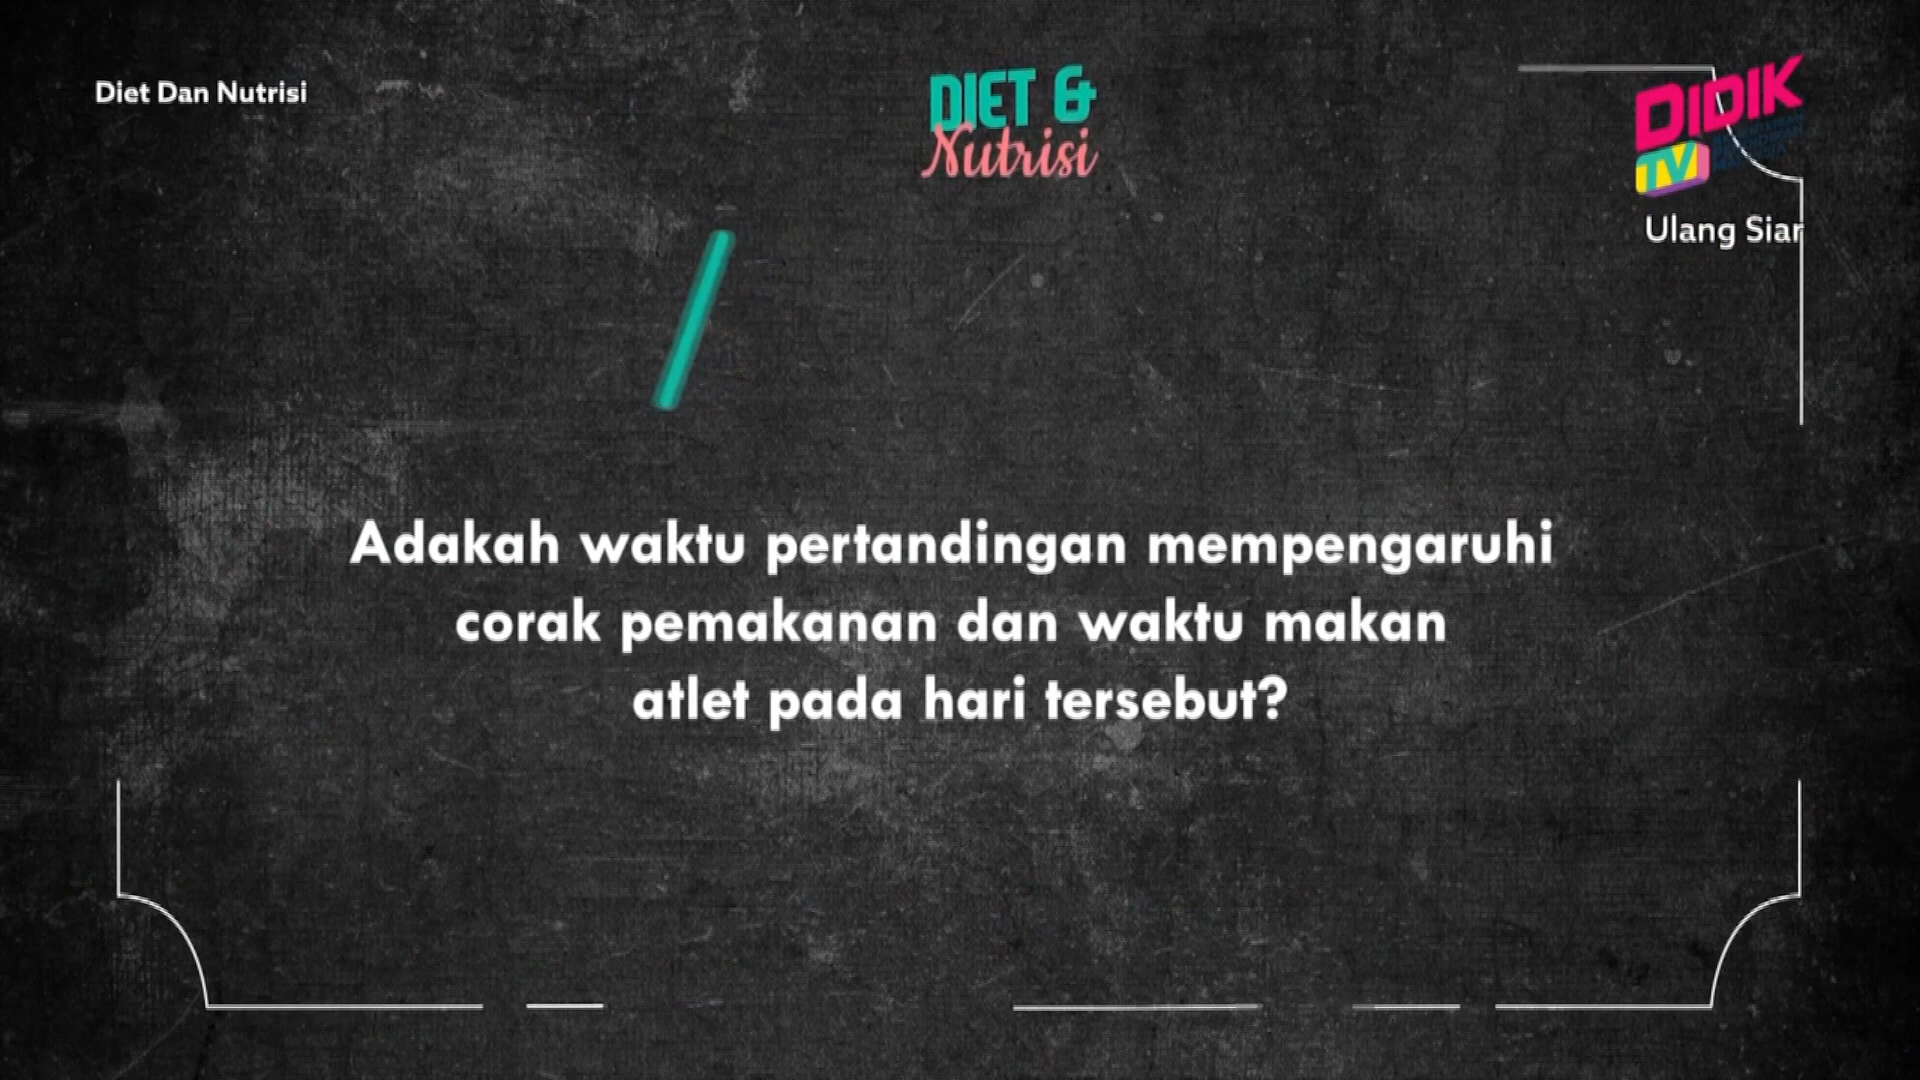 Diet Dan Nutrisi
DIET &
Nutrisi
DIDIK
TV
Ulang Siar
Adakah waktu pertandingan mempengaruhi
corak pemakanan dan waktu makan
atlet pada hari tersebut?